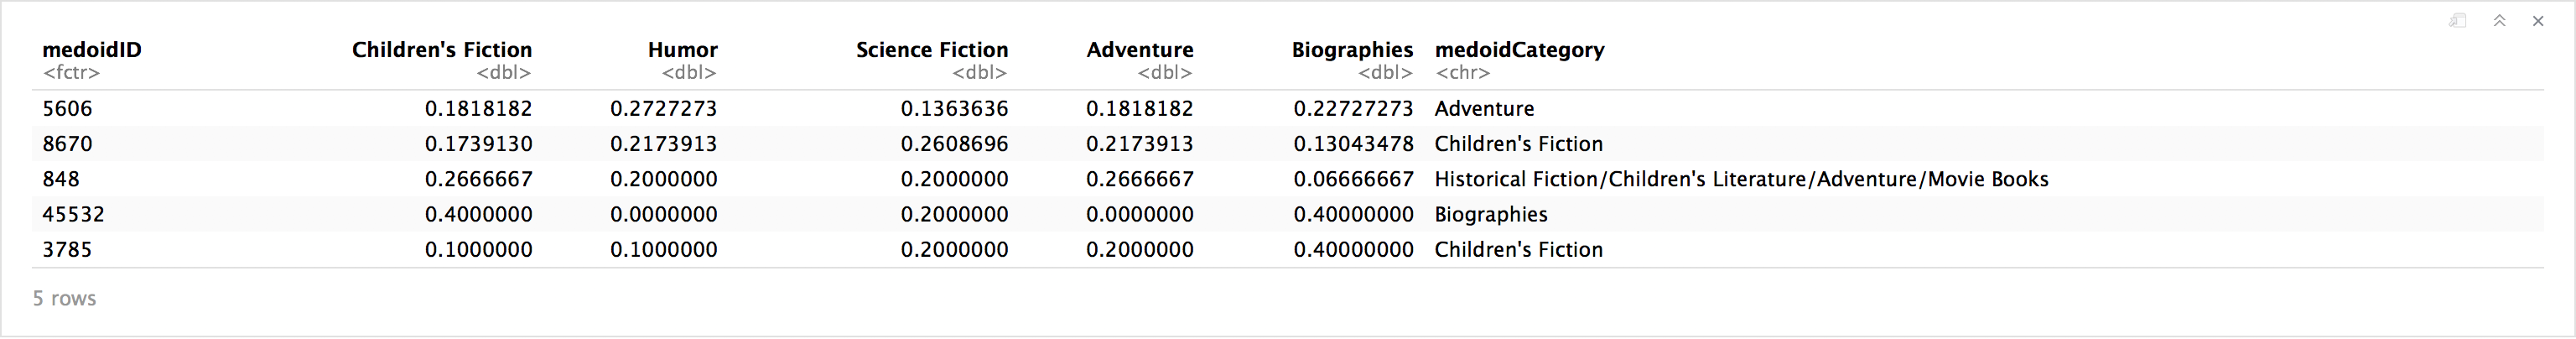 medoidID Children's Fiction Humor Science Fiction Adventure Biographies medoidCategory
<fctr> <dbl> <dbl> <dbl> <dbl> <dbl> <chr>
5606 0.1818182 0.2727273 0.1363636 0.1818182 0.22727273 Adventure
8670 0.1739130 0.2173913 0.2608696 0.2173913 0.13043478 Children's Fiction
848 0.2666667 0.2000000 0.2000000 0.2666667 0.06666667 Historical Fiction/Children's Literature/Adventure/Movie Books
45532 0.4000000 0.0000000 0.2000000 0.0000000 0.40000000 Biographies
3785 0.1000000 0.1000000 0.2000000 0.2000000 0.40000000 Children's Fiction
5 rows